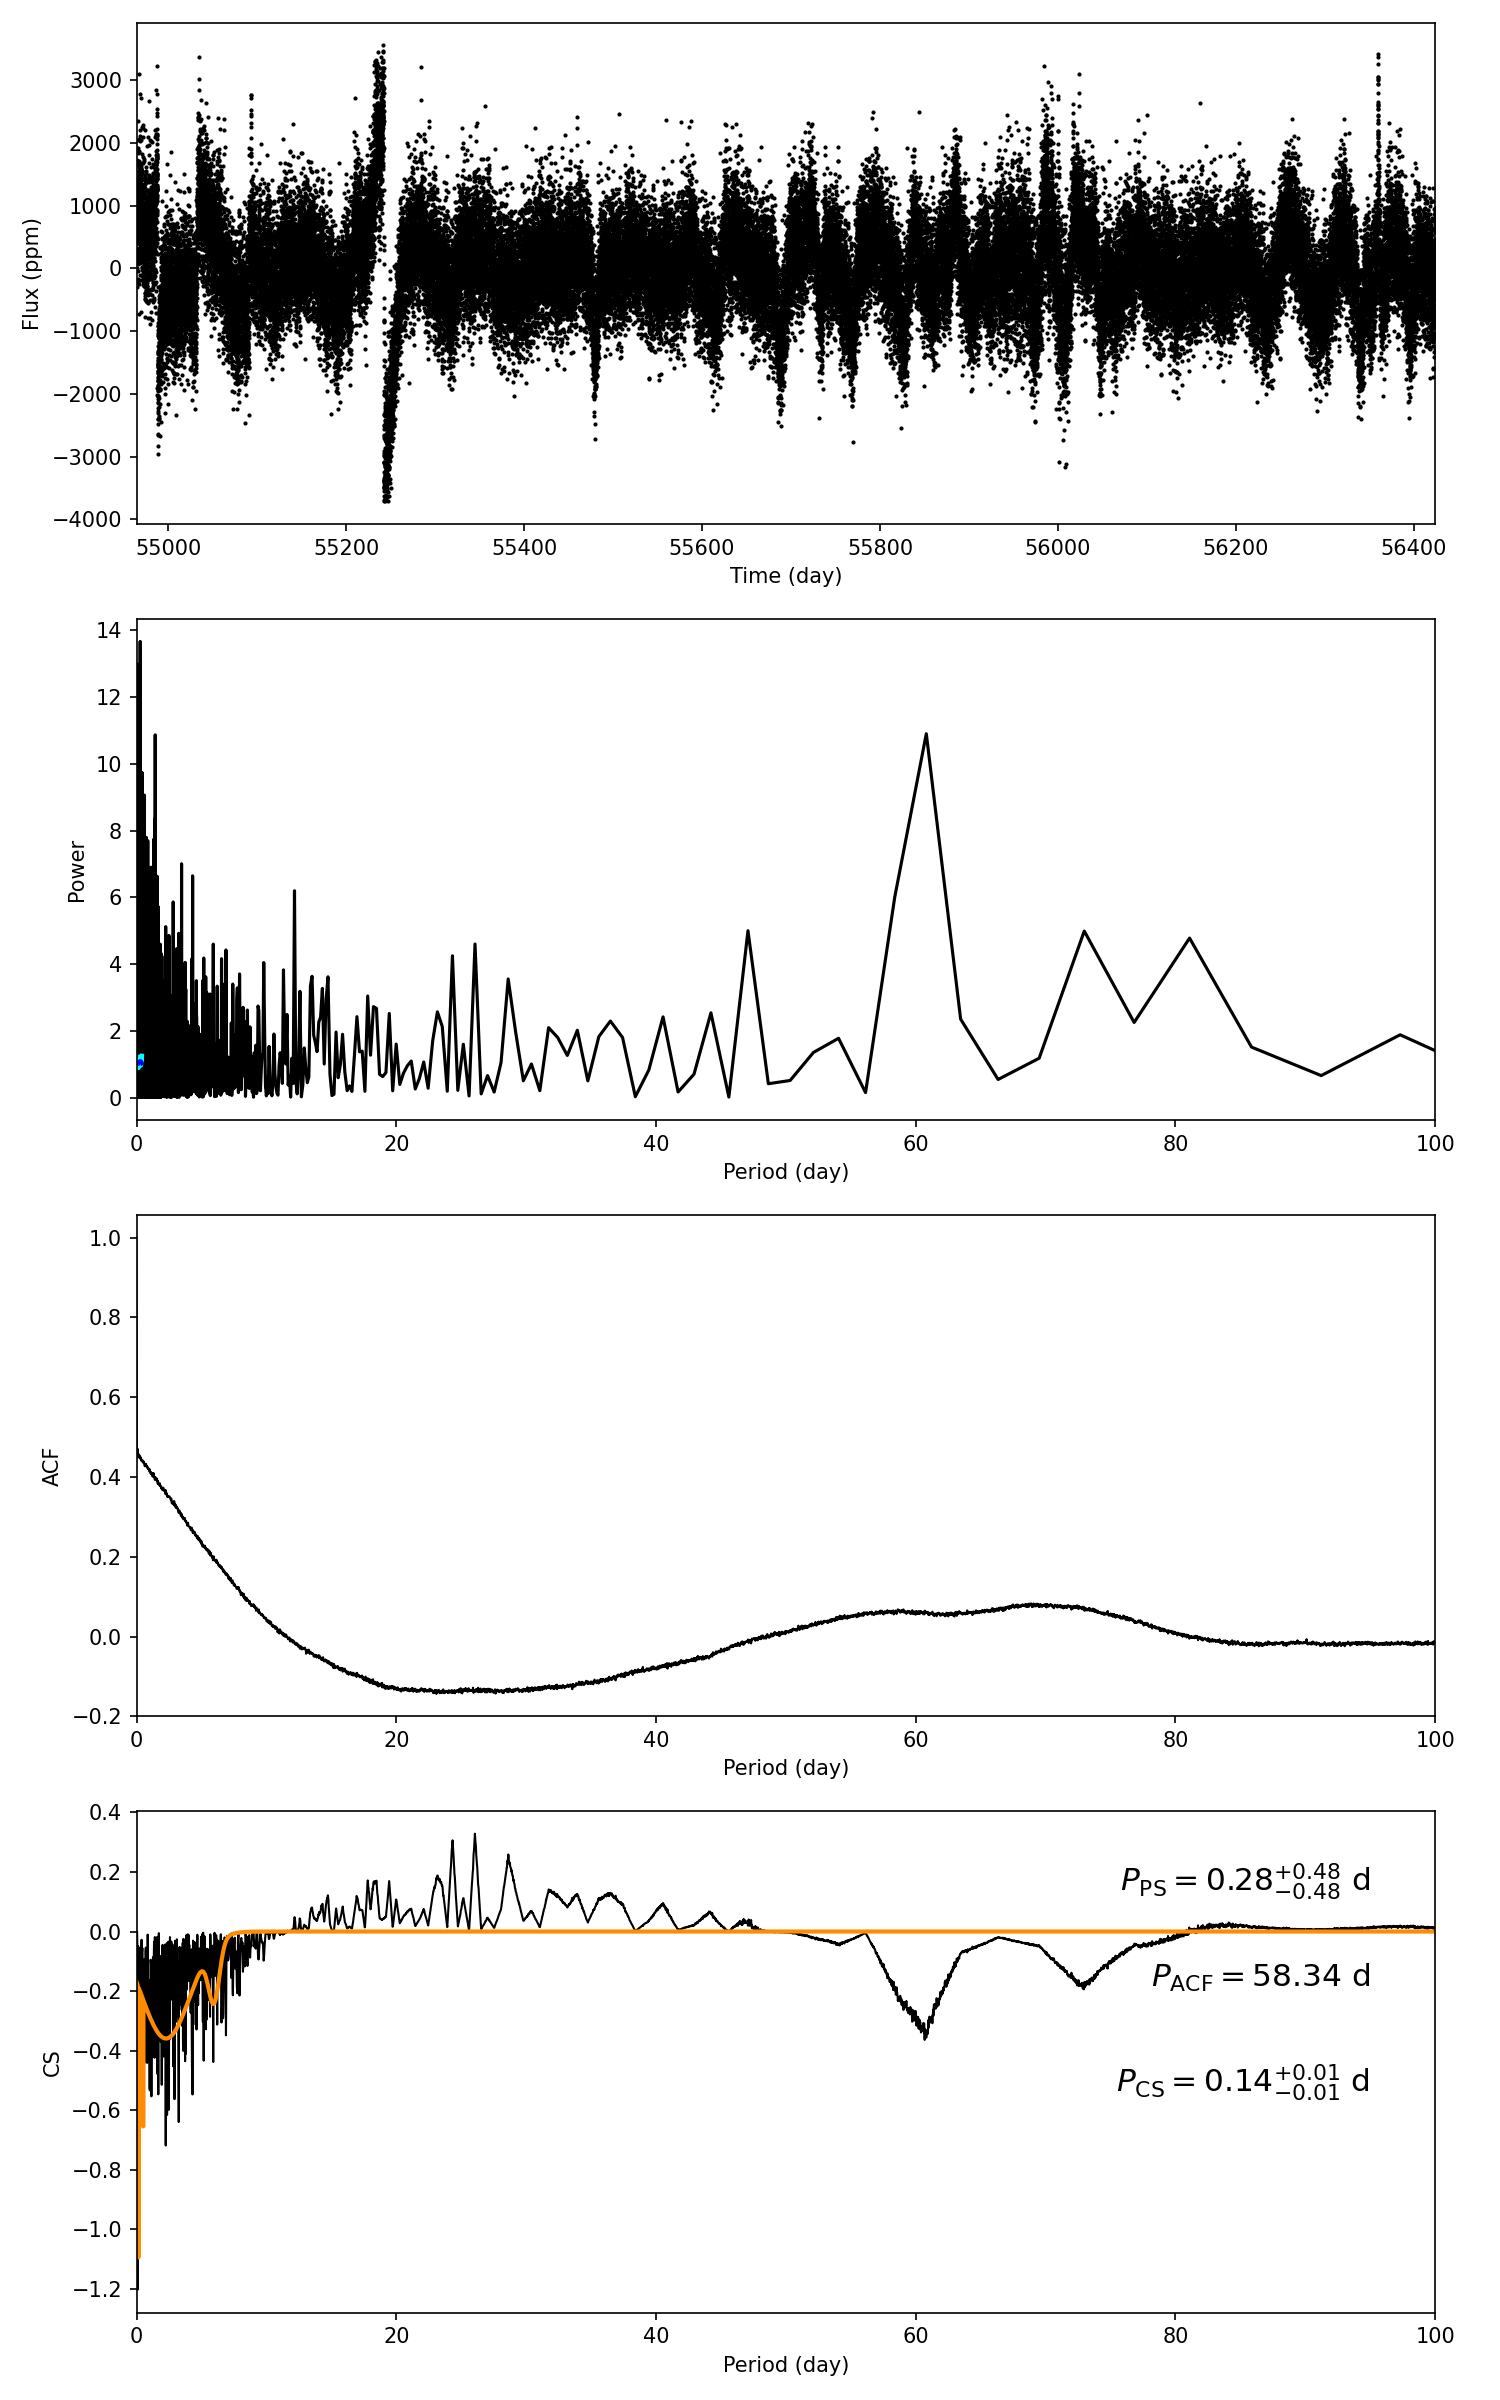 3000
2000
1000
0
−1000
−2000
−3000
−4000
Flux (ppm)
55000 55200 55400 55600 55800 56000 56200 56400
Time (day)
14
12
10
8
6
4
2
0
Power
0 20 40 60 80 100
Period (day)
1.0
0.8
0.6
0.4
0.2
0.0
−0.2
ACF
0 20 40 60 80 100
Period (day)
0.4
0.2
0.0
−0.2
−0.4
−0.6
−0.8
−1.0
−1.2
CS
P_PS = 0.28^{+0.48}_{−0.48} d
P_ACF = 58.34 d
P_CS = 0.14^{+0.01}_{−0.01} d
0 20 40 60 80 100
Period (day)